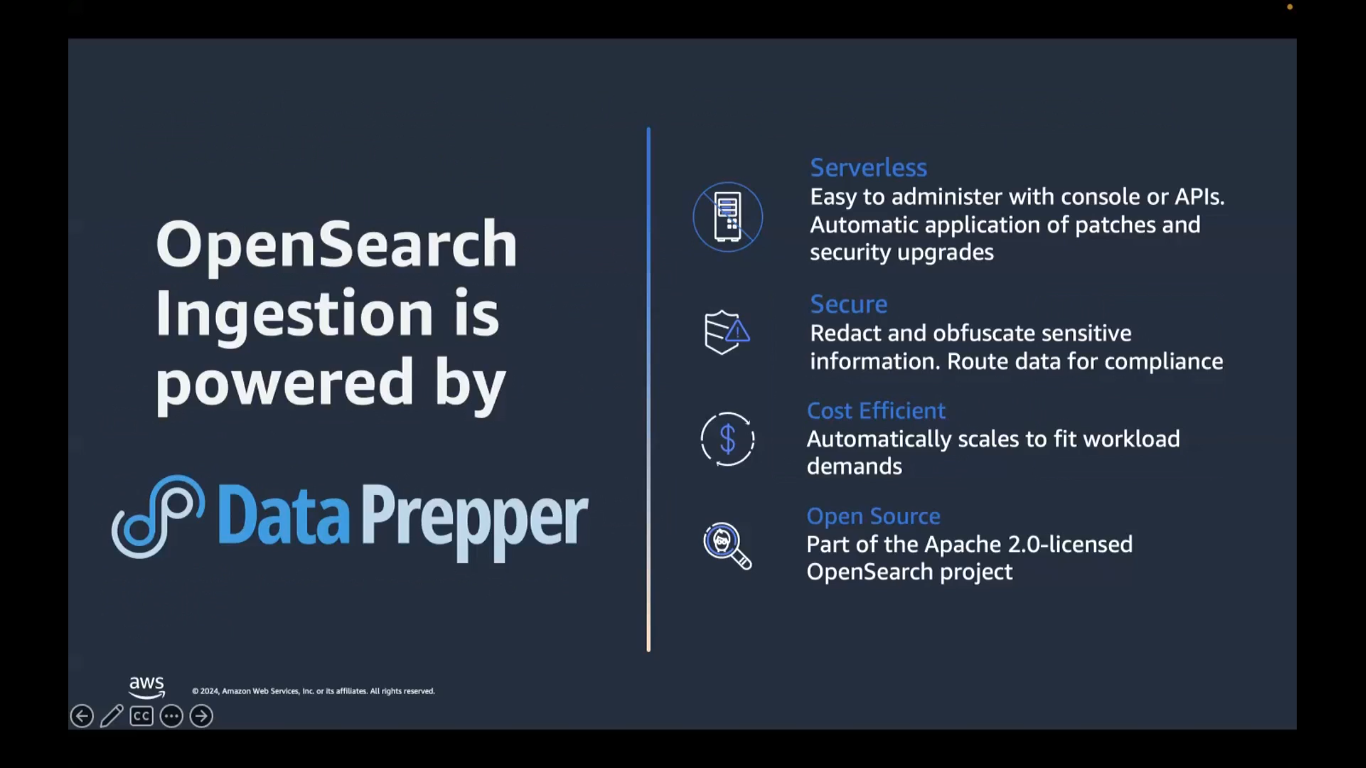 OpenSearch
Ingestion is
powered by
Data Prepper
Serverless
Easy to administer with console or APIs.
Automatic application of patches and
security upgrades
Secure
Redact and obfuscate sensitive
information. Route data for compliance
Cost Efficient
Automatically scales to fit workload
demands
Open Source
Part of the Apache 2.0-licensed
OpenSearch project
aws
© 2024, Amazon Web Services, Inc. or its affiliates. All rights reserved.
CC